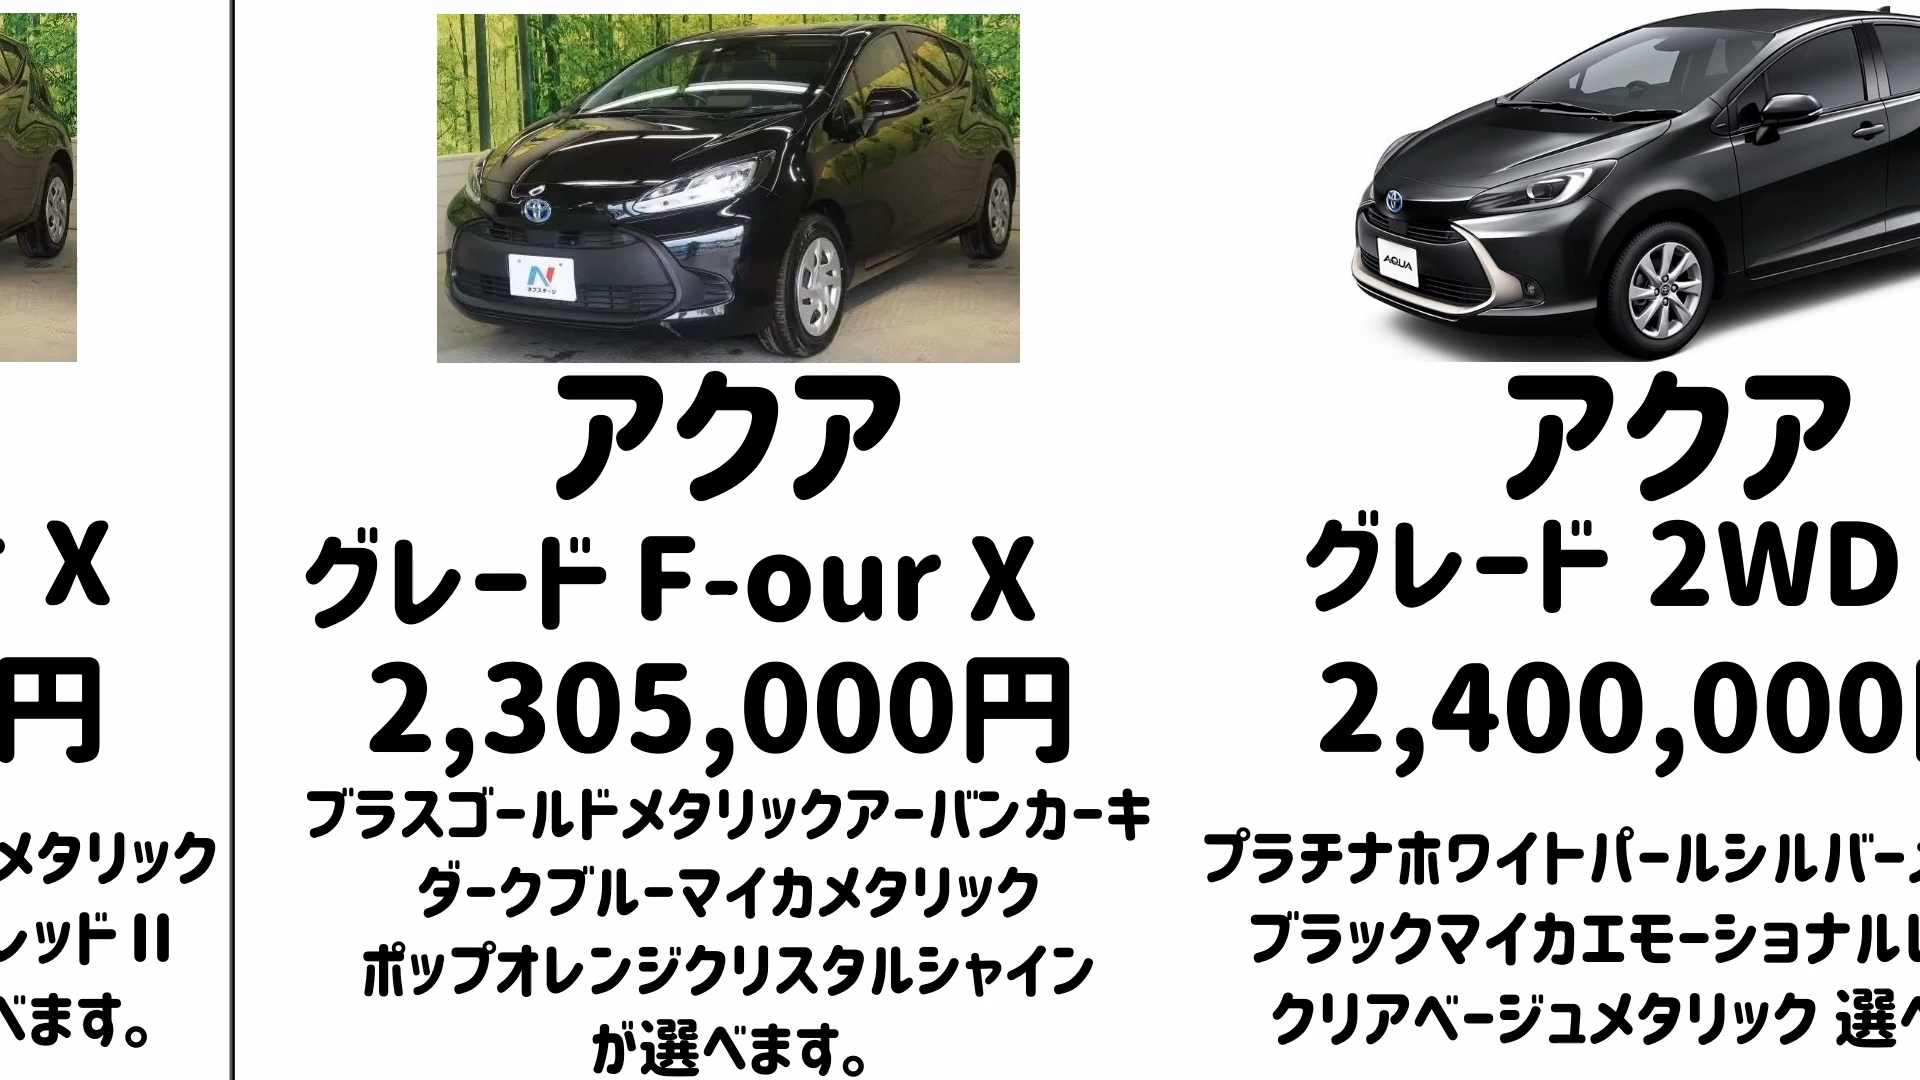 X
円
メタリック
レッド II
べます。
アクア
グレード F-our X
2,305,000円
ブラスゴールドメタリックアーバンカーキ
ダークブルーマイカメタリック
ポップオレンジクリスタルシャイン
が選べます。
N
ネクステージ
AQUA
アクア
グレード 2WD
2,400,000
プラチナホワイトパールシルバー
ブラックマイカエモーショナル
クリアベージュメタリック 選